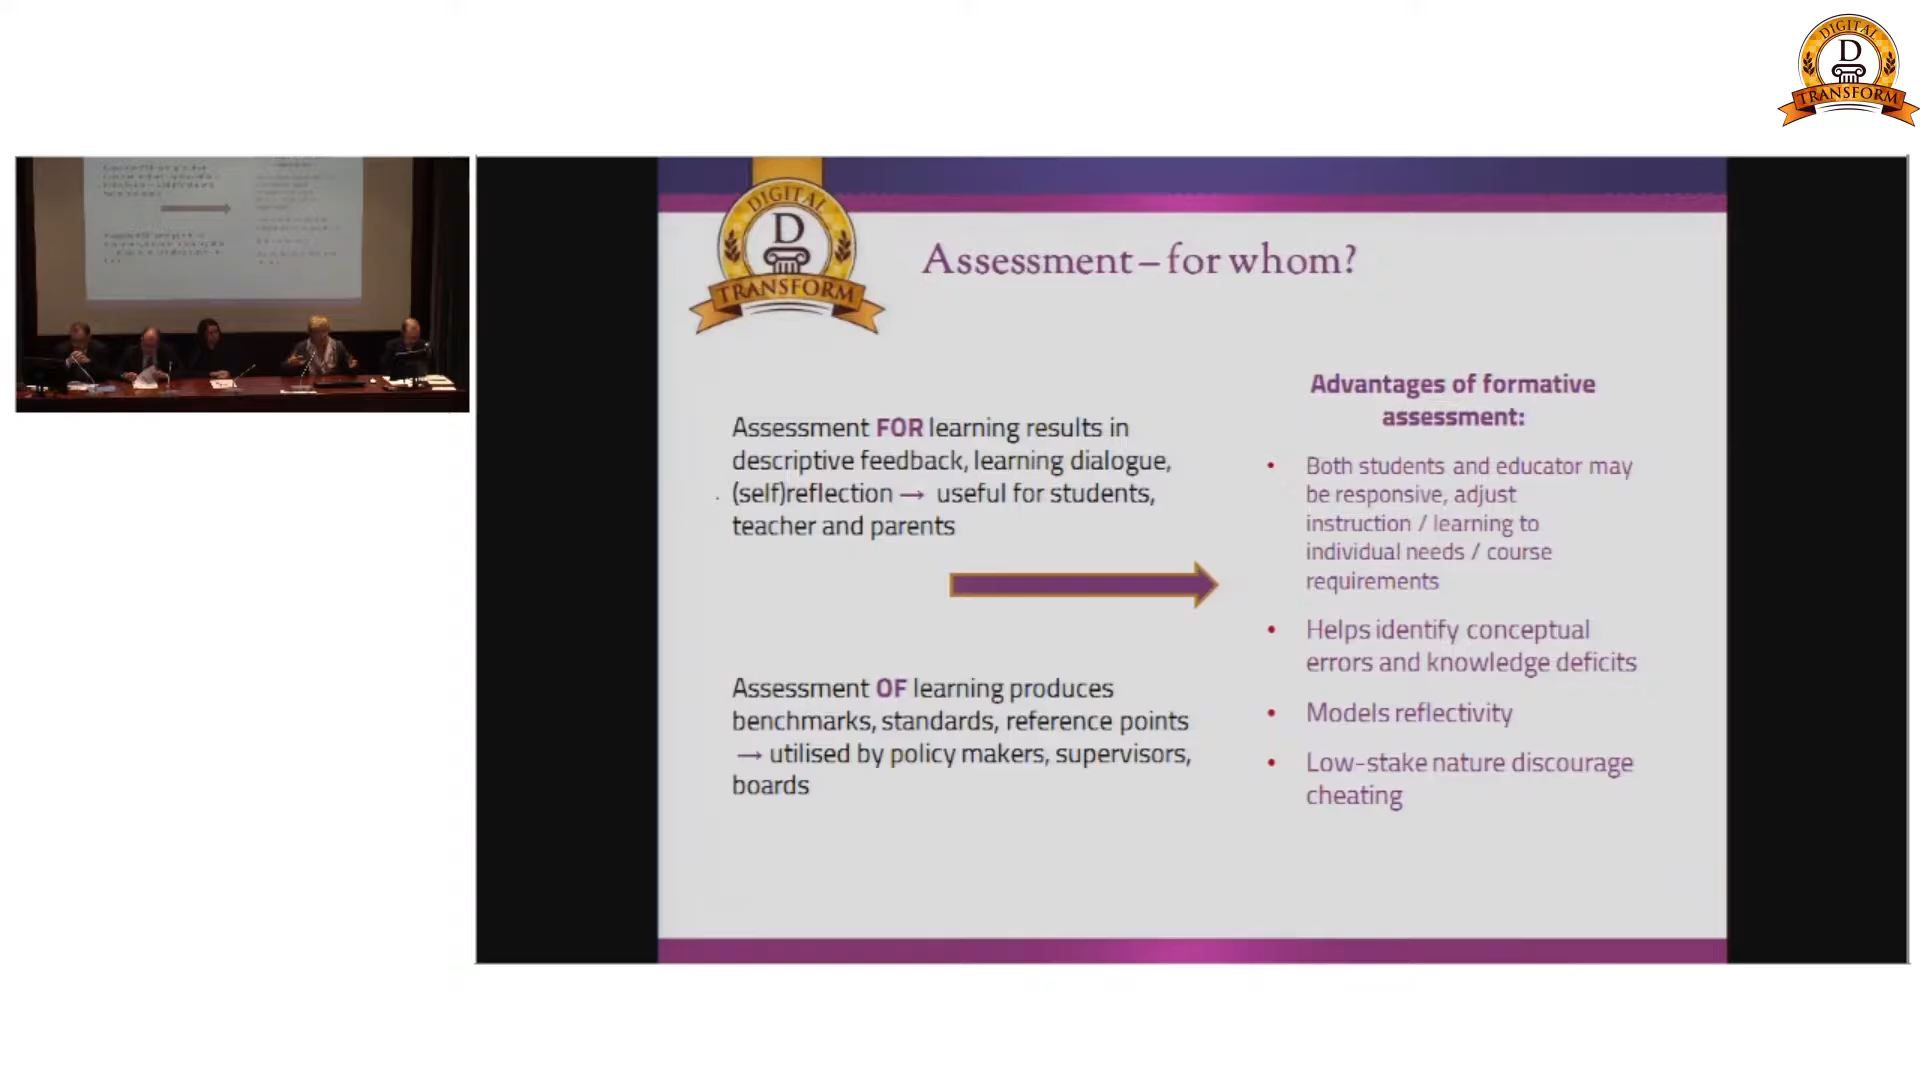 DIGITAL
D
TRANSFORM
DIGITAL
D
TRANSFORM
Assessment – for whom?
Assessment FOR learning results in
descriptive feedback, learning dialogue,
(self)reflection → useful for students,
teacher and parents
Assessment OF learning produces
benchmarks, standards, reference points
→ utilised by policy makers, supervisors,
boards
Advantages of formative
assessment:
• Both students and educator may
be responsive, adjust
instruction / learning to
individual needs / course
requirements
• Helps identify conceptual
errors and knowledge deficits
• Models reflectivity
• Low-stake nature discourage
cheating